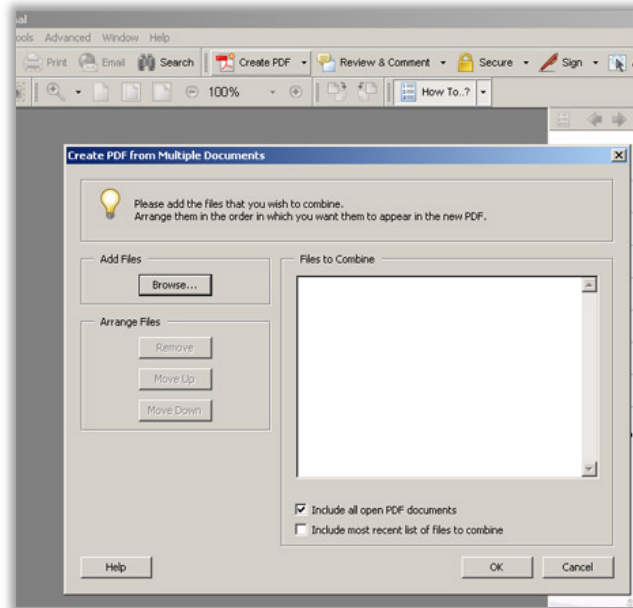 al
ools Advanced Window Help
Print Email Search Create PDF Review & Comment Secure Sign
100% How To..?
Create PDF from Multiple Documents
Please add the files that you wish to combine.
Arrange them in the order in which you want them to appear in the new PDF.
Add Files
Browse...
Arrange Files
Remove
Move Up
Move Down
Files to Combine
Include all open PDF documents
Include most recent list of files to combine
Help
OK Cancel